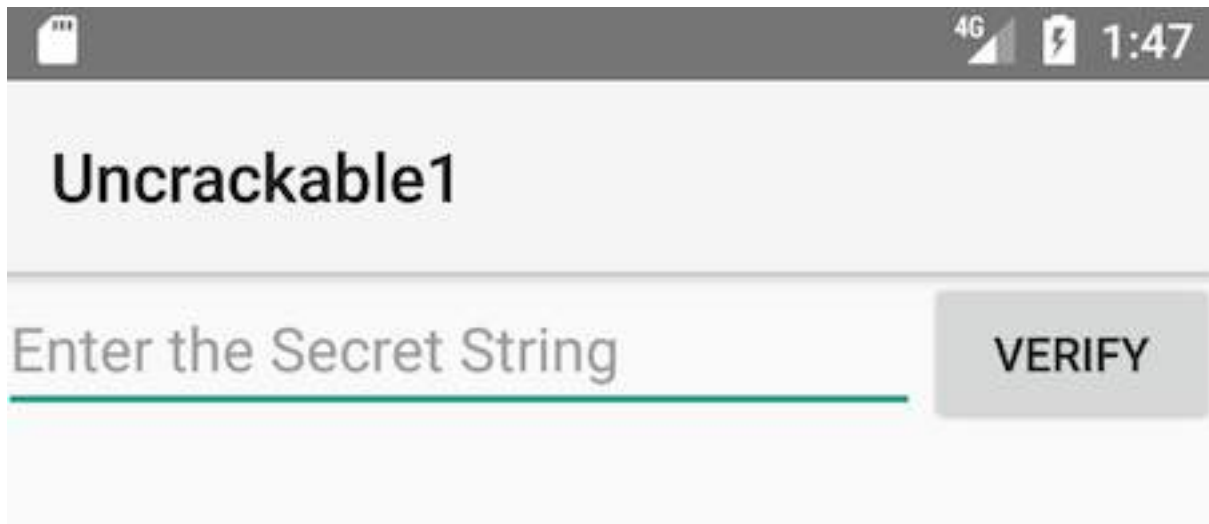 4G 1:47
Uncrackable1
Enter the Secret String VERIFY